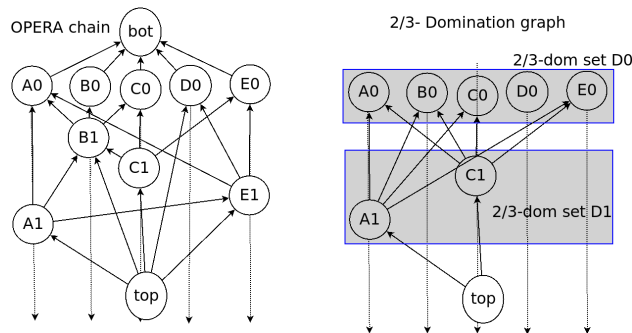 OPERA chain
bot
A0 B0 C0 D0 E0
B1
C1
E1
A1
top
2/3- Domination graph
2/3-dom set D0
A0 B0 C0 D0 E0
C1
2/3-dom set D1
A1
top